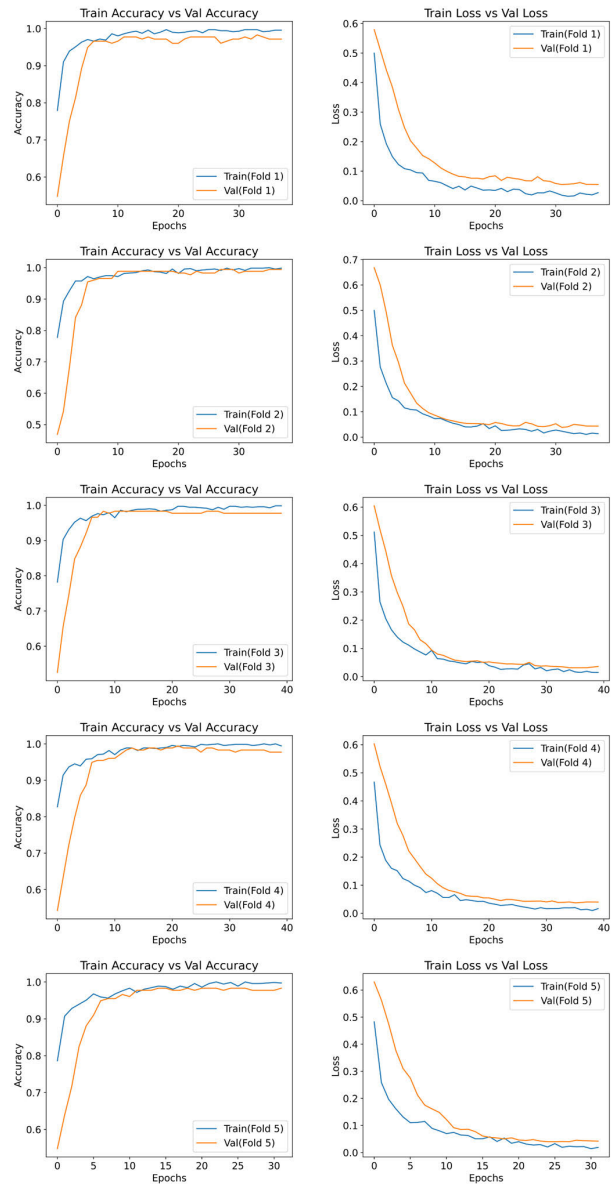 Train Accuracy vs Val Accuracy
1.0
0.9
0.8
0.7
0.6
Accuracy
Train(Fold 1)
Val(Fold 1)
0 10 20 30
Epochs
Train Loss vs Val Loss
0.6
0.5
0.4
0.3
0.2
0.1
0.0
Loss
Train(Fold 1)
Val(Fold 1)
0 10 20 30
Epochs
Train Accuracy vs Val Accuracy
1.0
0.9
0.8
0.7
0.6
0.5
Accuracy
Train(Fold 2)
Val(Fold 2)
0 10 20 30
Epochs
Train Loss vs Val Loss
0.7
0.6
0.5
0.4
0.3
0.2
0.1
0.0
Loss
Train(Fold 2)
Val(Fold 2)
0 10 20 30
Epochs
Train Accuracy vs Val Accuracy
1.0
0.9
0.8
0.7
0.6
Accuracy
Train(Fold 3)
Val(Fold 3)
0 10 20 30 40
Epochs
Train Loss vs Val Loss
0.6
0.5
0.4
0.3
0.2
0.1
0.0
Loss
Train(Fold 3)
Val(Fold 3)
0 10 20 30 40
Epochs
Train Accuracy vs Val Accuracy
1.0
0.9
0.8
0.7
0.6
Accuracy
Train(Fold 4)
Val(Fold 4)
0 10 20 30 40
Epochs
Train Loss vs Val Loss
0.6
0.5
0.4
0.3
0.2
0.1
0.0
Loss
Train(Fold 4)
Val(Fold 4)
0 10 20 30 40
Epochs
Train Accuracy vs Val Accuracy
1.0
0.9
0.8
0.7
0.6
Accuracy
Train(Fold 5)
Val(Fold 5)
0 5 10 15 20 25 30
Epochs
Train Loss vs Val Loss
0.6
0.5
0.4
0.3
0.2
0.1
0.0
Loss
Train(Fold 5)
Val(Fold 5)
0 5 10 15 20 25 30
Epochs